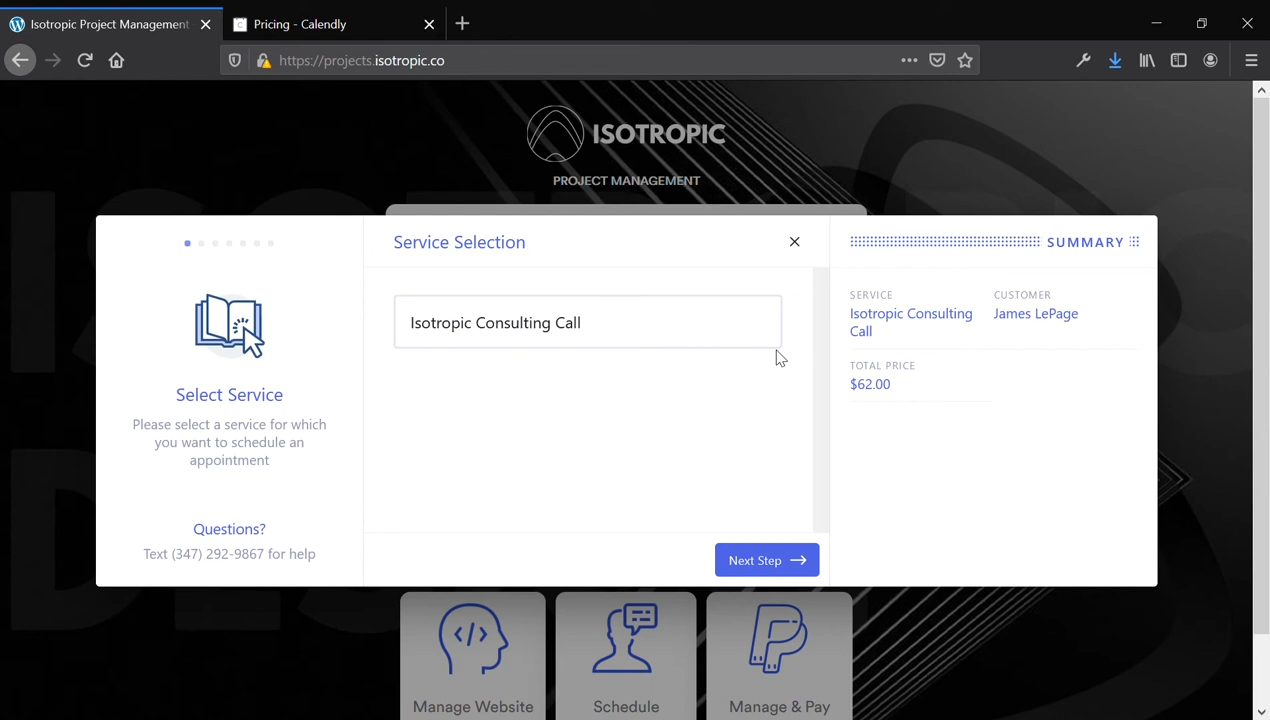 Isotropic Project Management
Pricing - Calendly
https://projects.isotropic.co
ISOTROPIC
PROJECT MANAGEMENT
Service Selection
SUMMARY
Isotropic Consulting Call
SERVICE
Isotropic Consulting
Call
CUSTOMER
James LePage
TOTAL PRICE
$62.00
Select Service
Please select a service for which
you want to schedule an
appointment
Questions?
Text (347) 292-9867 for help
Next Step
Manage Website
Schedule
Manage & Pay